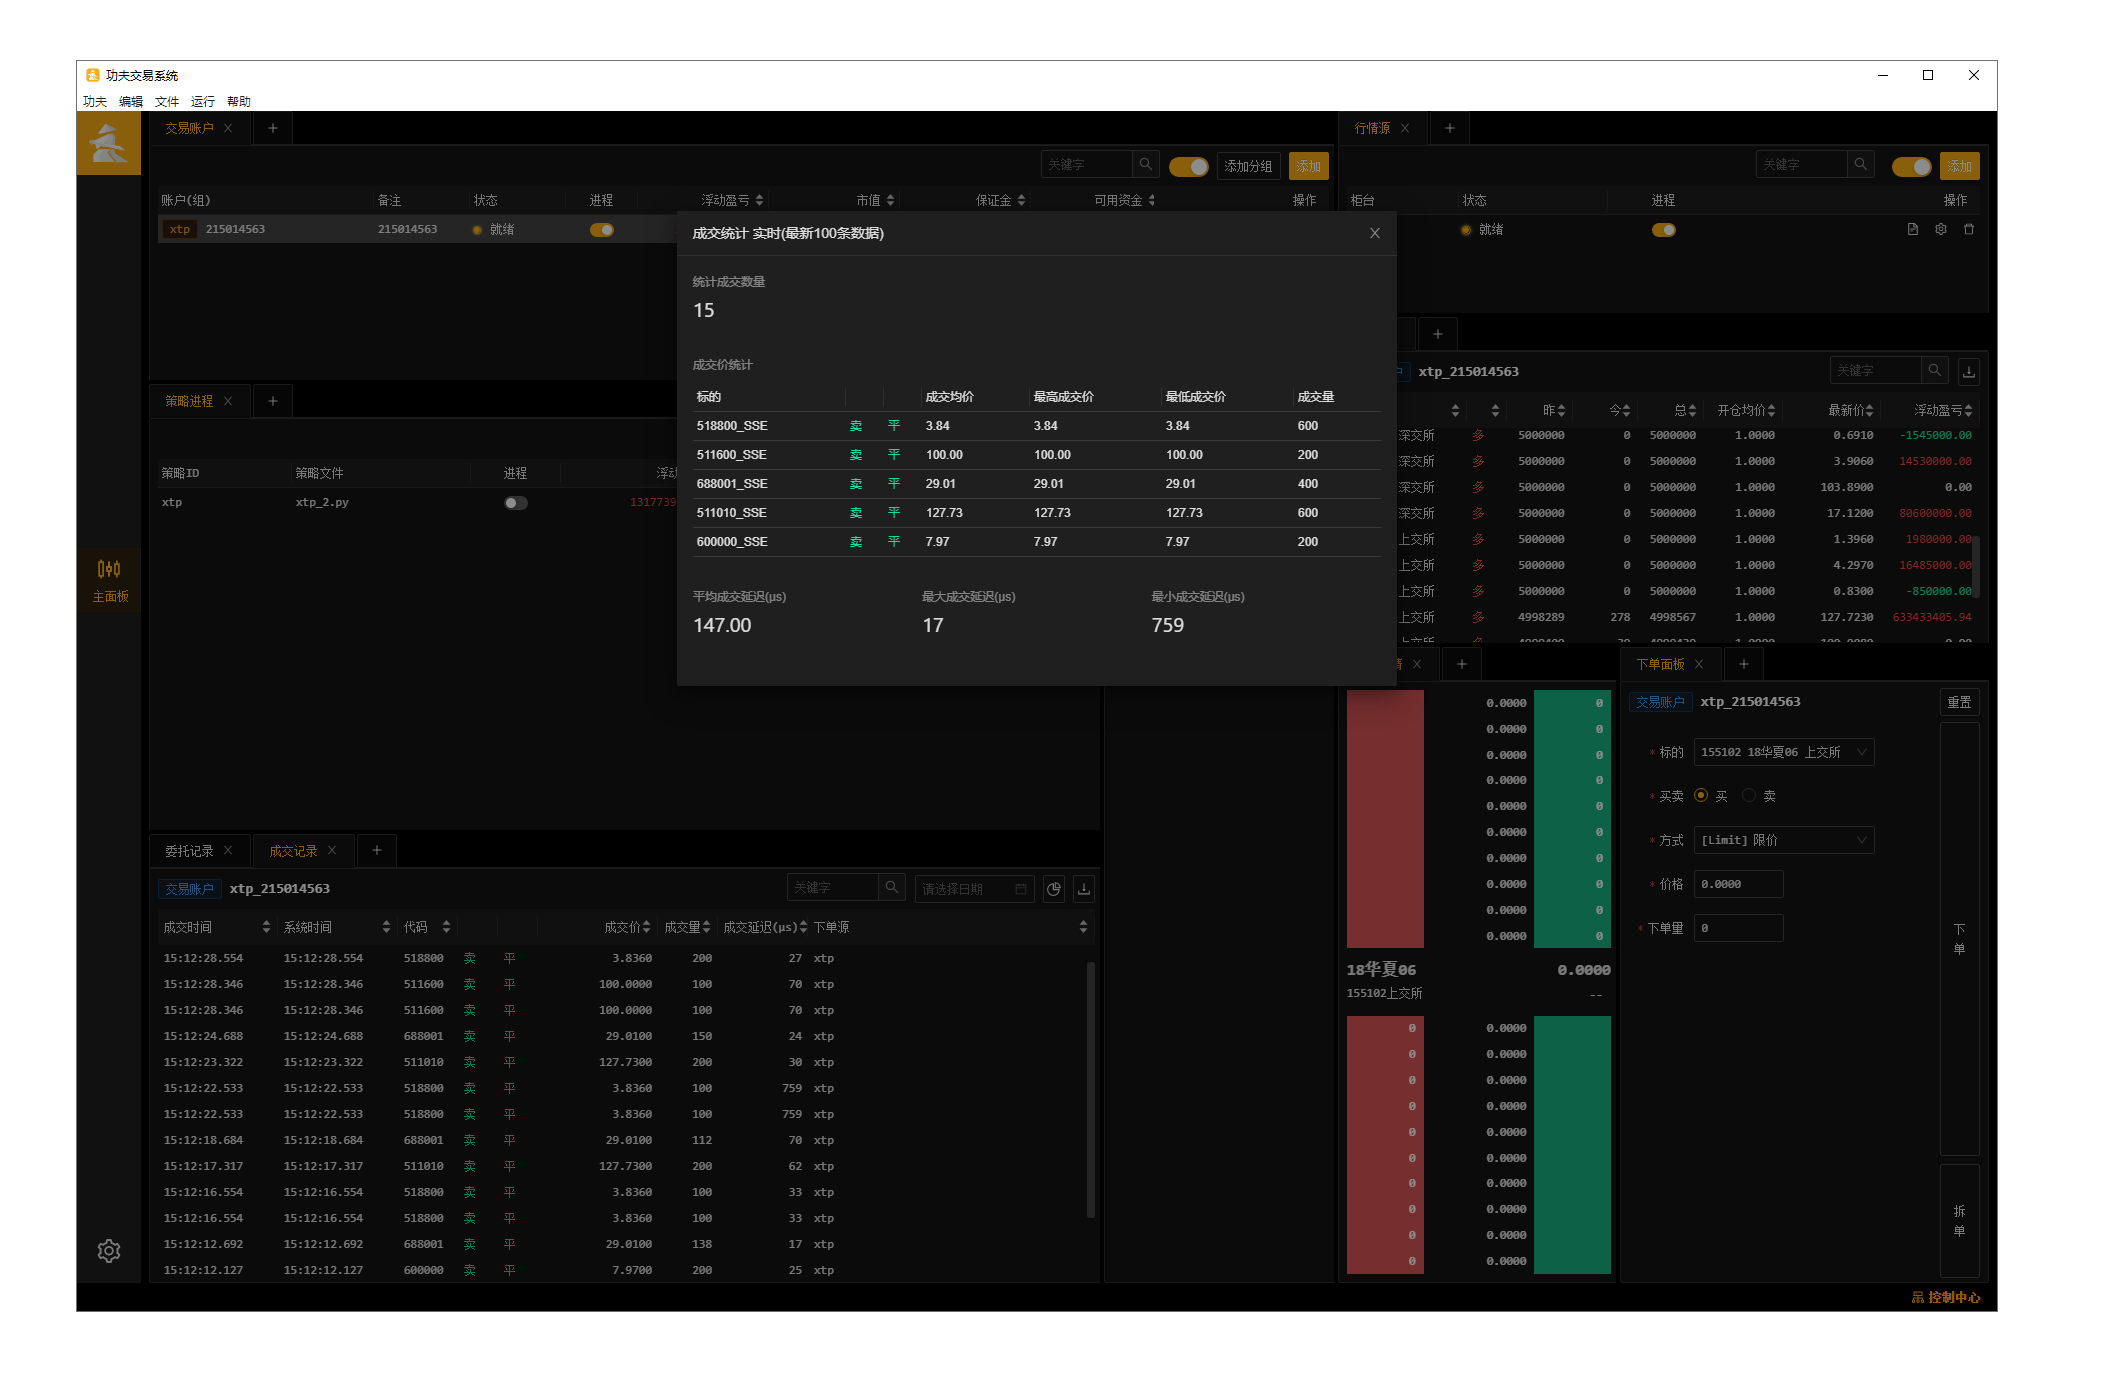 功夫交易系统
功夫 编辑 文件 运行 帮助
交易账户
行情源
关键字 添加分组 添加
关键字 添加
账户(组) 备注 状态 进程 浮动盈亏 市值 保证金 可用资金 操作
柜台 状态 进程 操作
xtp 215014563 215014563 就绪
就绪
成交统计 实时(最新100条数据)
统计成交数量
15
成交价统计
标的 成交均价 最高成交价 最低成交价 成交量
518800_SSE 卖 平 3.84 3.84 3.84 600
511600_SSE 卖 平 100.00 100.00 100.00 200
688001_SSE 卖 平 29.01 29.01 29.01 400
511010_SSE 卖 平 127.73 127.73 127.73 600
600000_SSE 卖 平 7.97 7.97 7.97 200
平均成交延迟(μs) 最大成交延迟(μs) 最小成交延迟(μs)
147.00 17 759
策略进程
策略ID 策略文件 进程 浮
xtp xtp_2.py 1317739
主面板
户 xtp_215014563 关键字
昨 今 总 开仓均价 最新价 浮动盈亏
深交所 多 5000000 0 5000000 1.0000 0.6910 -1545000.00
深交所 多 5000000 0 5000000 1.0000 3.9060 14530000.00
深交所 多 5000000 0 5000000 1.0000 103.8900 0.00
深交所 多 5000000 0 5000000 1.0000 17.1200 80600000.00
上交所 多 5000000 0 5000000 1.0000 1.3960 1980000.00
上交所 多 5000000 0 5000000 1.0000 4.2970 16485000.00
上交所 多 5000000 0 5000000 1.0000 0.8300 -850000.00
上交所 多 4998289 278 4998567 1.0000 127.7230 633433405.94
委托记录 成交记录
交易账户 xtp_215014563 关键字 请选择日期
成交时间 系统时间 代码 成交价 成交量 成交延迟(μs) 下单源
15:12:28.554 15:12:28.554 518800 卖 平 3.8360 200 27 xtp
15:12:28.346 15:12:28.346 511600 卖 平 100.0000 100 70 xtp
15:12:28.346 15:12:28.346 511600 卖 平 100.0000 100 70 xtp
15:12:24.688 15:12:24.688 688001 卖 平 29.0100 150 24 xtp
15:12:23.322 15:12:23.322 511010 卖 平 127.7300 200 30 xtp
15:12:22.533 15:12:22.533 518800 卖 平 3.8360 100 759 xtp
15:12:22.533 15:12:22.533 518800 卖 平 3.8360 100 759 xtp
15:12:18.684 15:12:18.684 688001 卖 平 29.0100 112 70 xtp
15:12:17.317 15:12:17.317 511010 卖 平 127.7300 200 62 xtp
15:12:16.554 15:12:16.554 518800 卖 平 3.8360 100 33 xtp
15:12:16.554 15:12:16.554 518800 卖 平 3.8360 100 33 xtp
15:12:12.692 15:12:12.692 688001 卖 平 29.0100 138 17 xtp
15:12:12.127 15:12:12.127 600000 卖 平 7.9700 200 25 xtp
0.0000 0
0.0000 0
0.0000 0
0.0000 0
0.0000 0
0.0000 0
0.0000 0
0.0000 0
0.0000 0
0.0000 0
18华夏06 0.0000
155102上交所 --
0 0.0000
0 0.0000
0 0.0000
0 0.0000
0 0.0000
0 0.0000
0 0.0000
0 0.0000
0 0.0000
0 0.0000
下单面板
交易账户 xtp_215014563 重置
* 标的 155102 18华夏06 上交所
* 买卖 买 卖
* 方式 [Limit] 限价
* 价格 0.0000
* 下单量 0
下单
拆单
控制中心